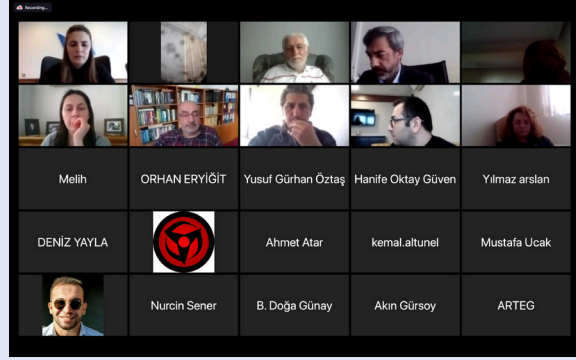 Recording...
Melih
ORHAN ERYİĞİT
Yusuf Gürhan Öztaş
Hanife Oktay Güven
Yılmaz arslan
DENİZ YAYLA
Ahmet Atar
kemal.altunel
Mustafa Ucak
Nurcin Sener
B. Doğa Günay
Akın Gürsoy
ARTEG